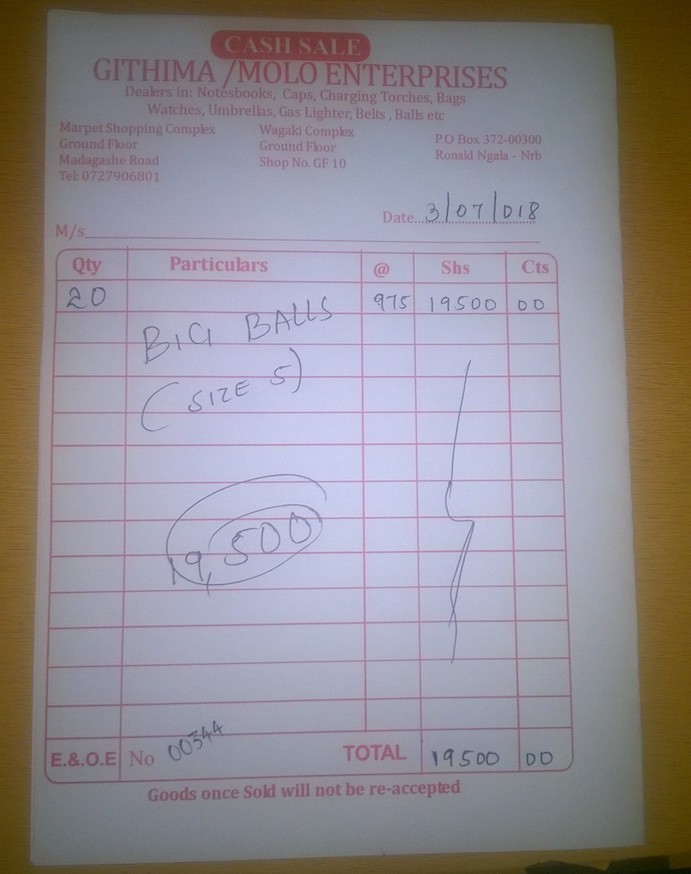 CASH SALE
GITHIMA /MOLO ENTERPRISES
Dealers in: Notesbooks, Caps, Charging Torches, Bags
Watches, Umbrellas, Gas Lighter, Belts , Balls etc
Marpet Shopping Complex
Ground Floor
Madagashe Road
Tel: 0727906801
Wagaki Complex
Ground Floor
Shop No. GF 10
P.O Box 372-00300
Ronald Ngala - Nrb
Date...3/07/018
M/s
Qty Particulars @ Shs Cts
20 975 19500 00
BIG BALLS
(SIZE 5)
19,500
E.&.O.E No 00344 TOTAL 19500 00
Goods once Sold will not be re-accepted